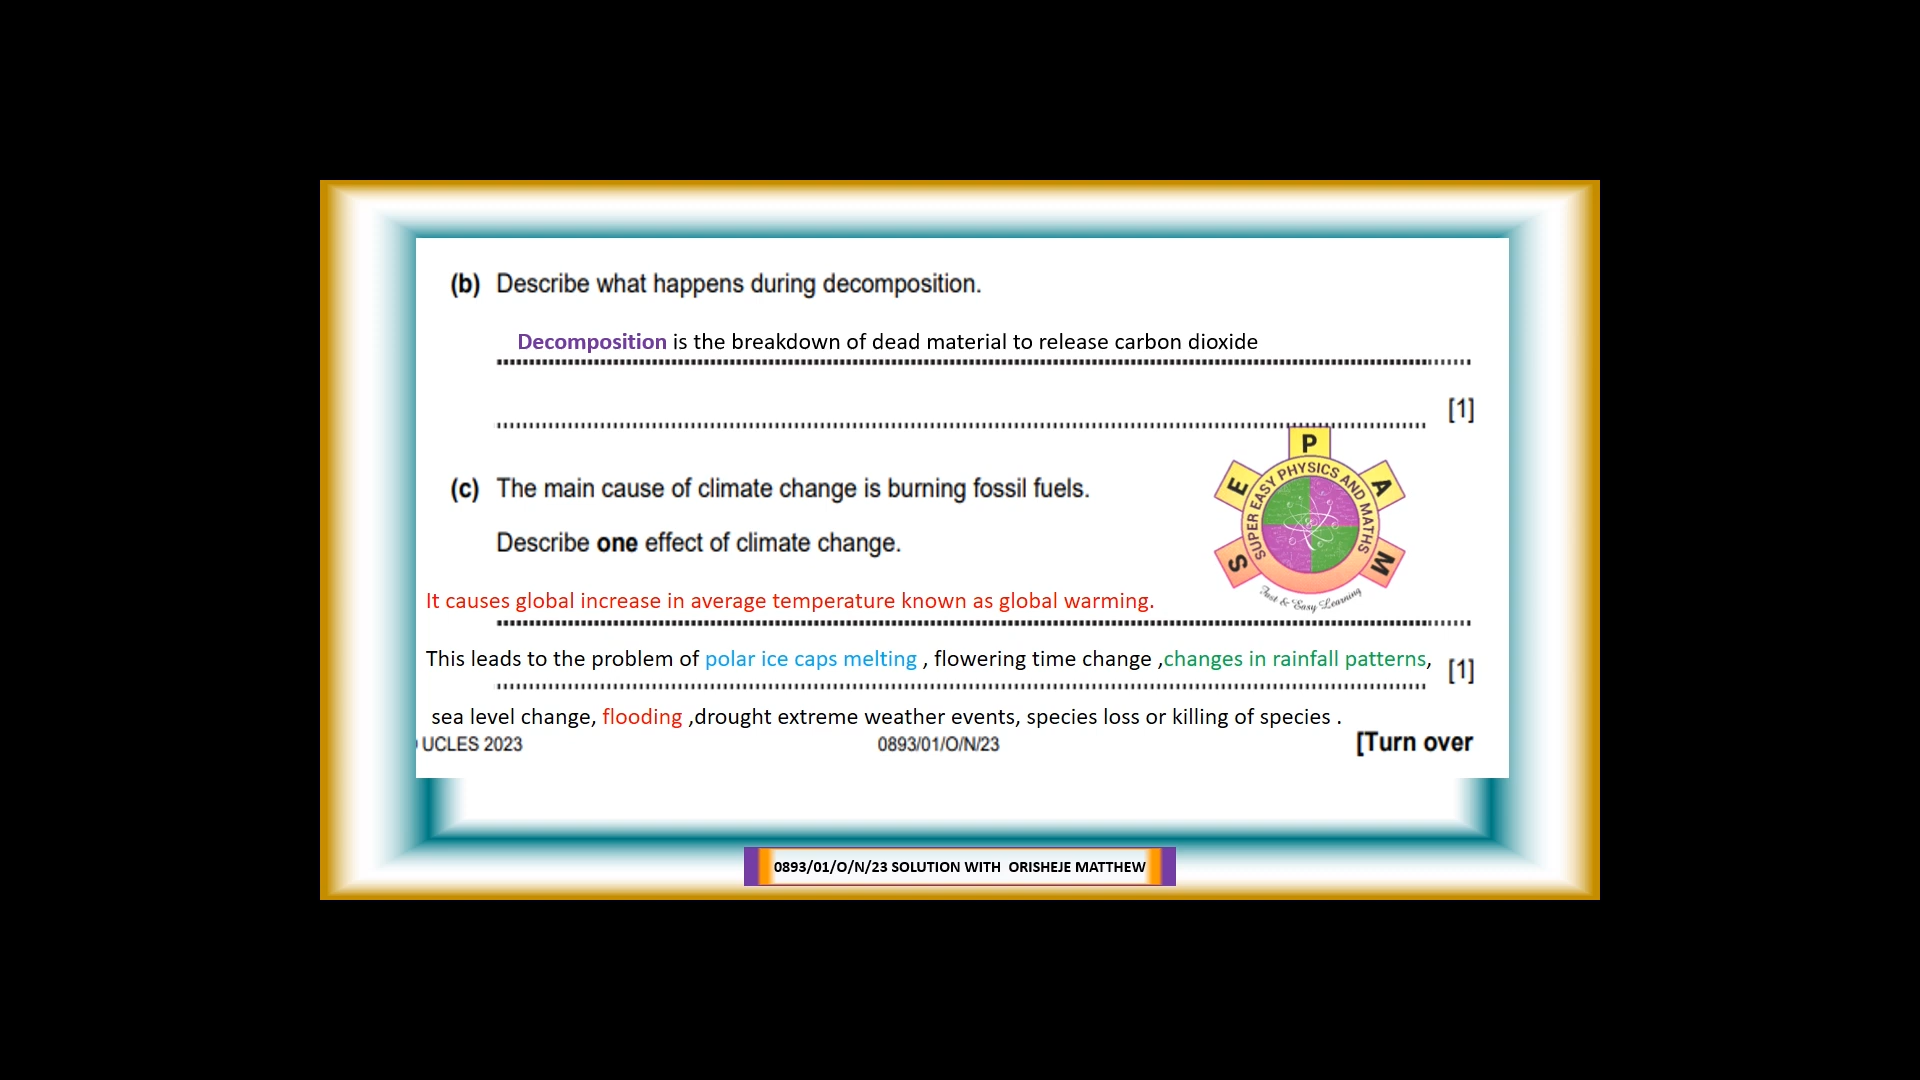 (b) Describe what happens during decomposition.
Decomposition is the breakdown of dead material to release carbon dioxide
[1]
(c) The main cause of climate change is burning fossil fuels.
Describe one effect of climate change.
It causes global increase in average temperature known as global warming.
This leads to the problem of polar ice caps melting , flowering time change ,changes in rainfall patterns,
[1]
sea level change, flooding ,drought extreme weather events, species loss or killing of species .
UCLES 2023
0893/01/O/N/23
[Turn over
S E P A M
SUPER EASY PHYSICS AND MATHS
Fast & Easy Learning
0893/01/O/N/23 SOLUTION WITH ORISHEJE MATTHEW